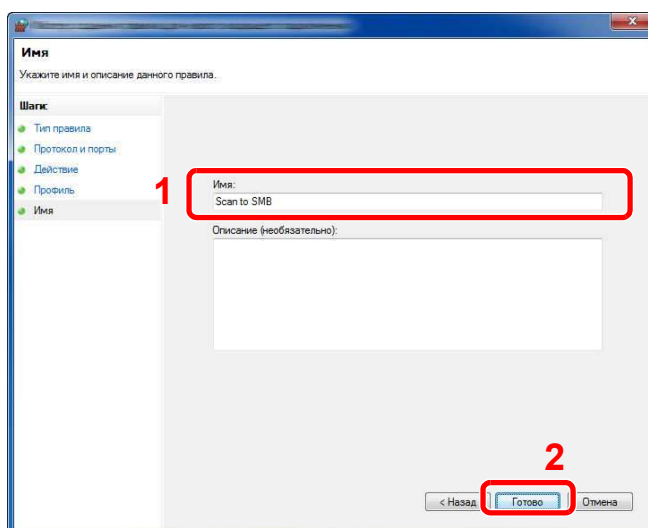 Имя
Укажите имя и описание данного правила.
Шаги:
Тип правила
Протокол и порты
Действие
Профиль
Имя
1
Имя:
Scan to SMB
Описание (необязательно):
2
< Назад
Готово
Отмена